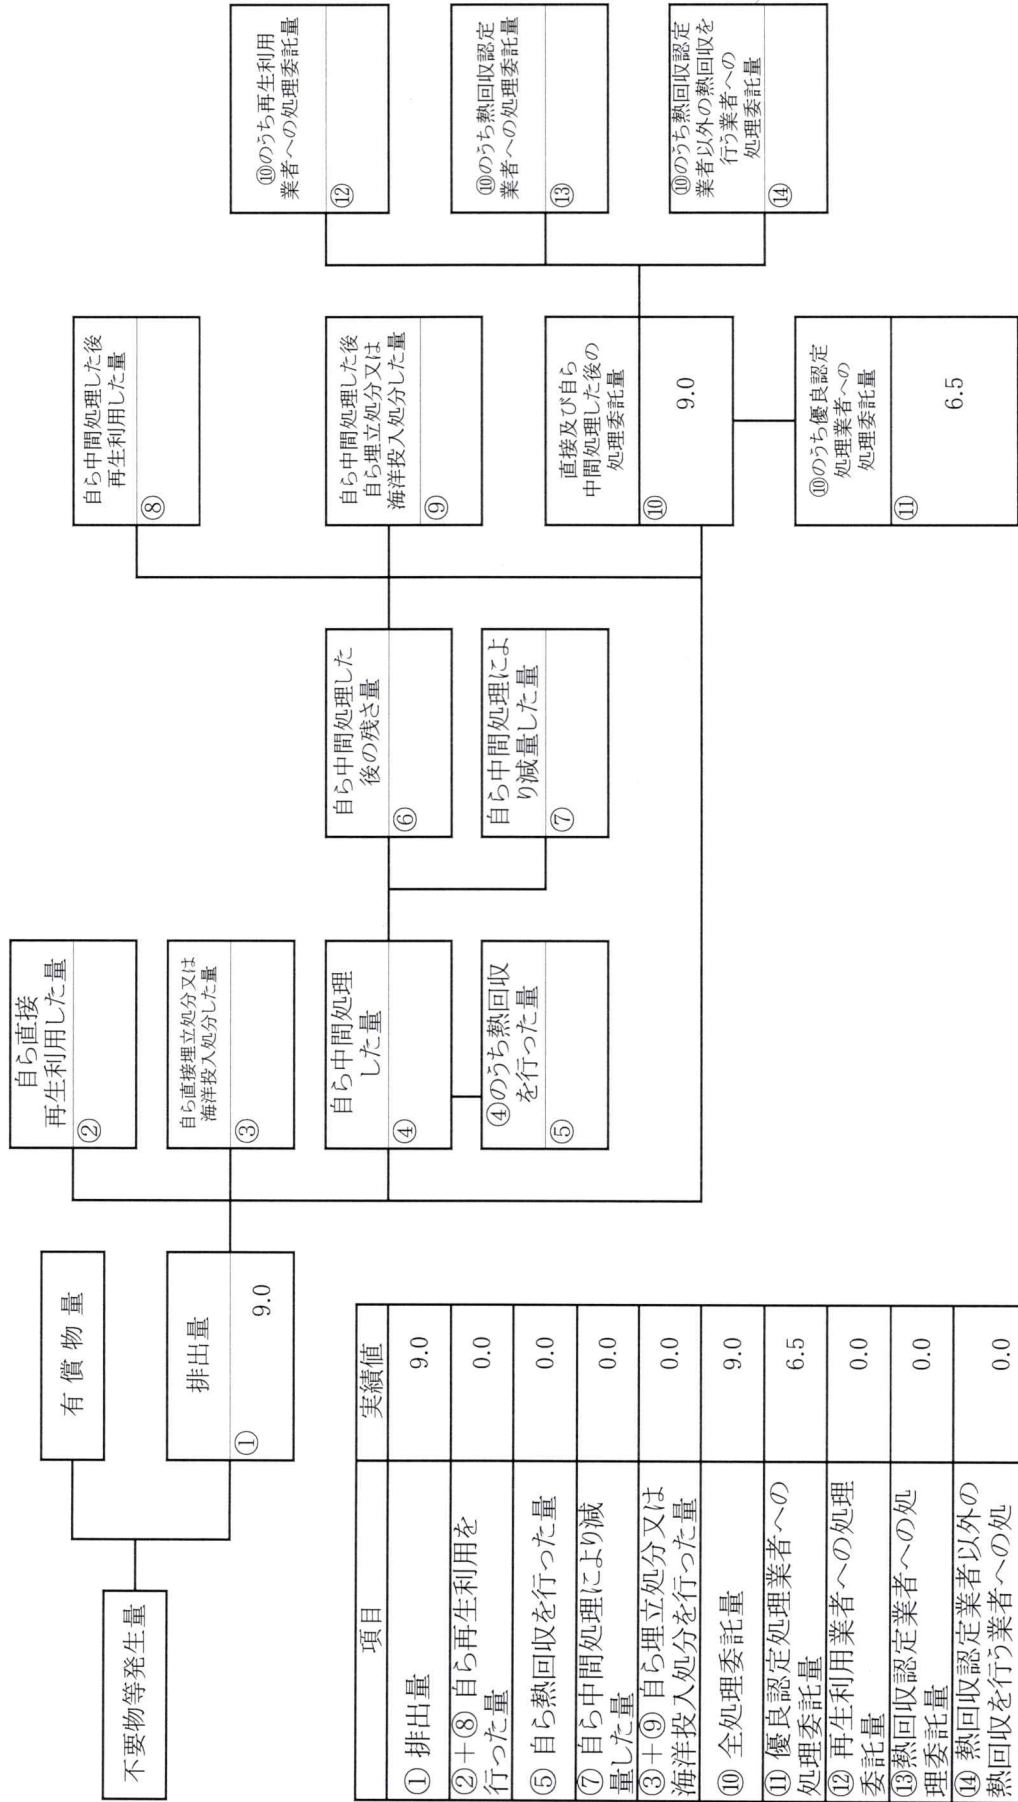 不要物等発生量
有償物量
排出量
① 9.0
自ら直接
再生利用した量
②
自ら直接埋立処分又は
海洋投入処分した量
③
自ら中間処理
した量
④
④のうち熱回収
を行った量
⑤
自ら中間処理した
後の残さ量
⑥
自ら中間処理によ
り減量した量
⑦
自ら中間処理した後
再生利用した量
⑧
自ら中間処理した後
自ら埋立処分又は
海洋投入処分した量
⑨
直接及び自ら
中間処理した後の
処理委託量
⑩ 9.0
⑩のうち優良認定
処理業者への
処理委託量
⑪ 6.5
⑩のうち再生利用
業者への処理委託量
⑫
⑩のうち熱回収認定
業者への処理委託量
⑬
⑩のうち熱回収認定
業者以外の熱回収を
行う業者への
処理委託量
⑭
項目 実績値
① 排出量 9.0
②+⑧ 自ら再生利用を
行った量 0.0
⑤ 自ら熱回収を行った量 0.0
⑦ 自ら中間処理により減
量した量 0.0
③+⑨ 自ら埋立処分又は
海洋投入処分を行った量 0.0
⑩ 全処理委託量 9.0
⑪ 優良認定処理業者への
処理委託量 6.5
⑫ 再生利用業者への処理
委託量 0.0
⑬熱回収認定業者への処
理委託量 0.0
⑭ 熱回収認定業者以外の
熱回収を行う業者への処 0.0